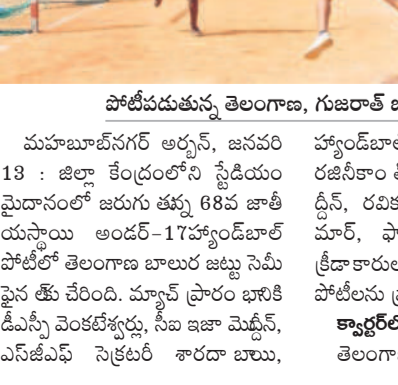 పోటీపడుతున్న తెలంగాణ, గుజరాత్
మహబూబ్‌నగర్ అర్బన్, జనవరి
13 : జిల్లా కేంద్రంలోని స్టేడియం
మైదానంలో జరుగు తున్న 68వ జాతీ
యస్థాయి అండర్-17హ్యాండ్‌బాల్
పోటీలో తెలంగాణ బాలుర జట్టు సెమీ
ఫైన ల్‌కు చేరింది. మ్యాచ్ ప్రారం భానికి
డీఎస్పీ వెంకటేశ్వర్లు, సీఐ ఇజా మొద్దీన్,
ఎస్‌జీఎఫ్ సెక్రటరీ శారదా బాయి,
హ్యాండ్‌బాల్
రజినీకాం
ద్దీన్, రవిక
మార్, ఫా
క్రీడాకారుల
పోటీలను
క్వార్టర్‌లో
తెలంగా